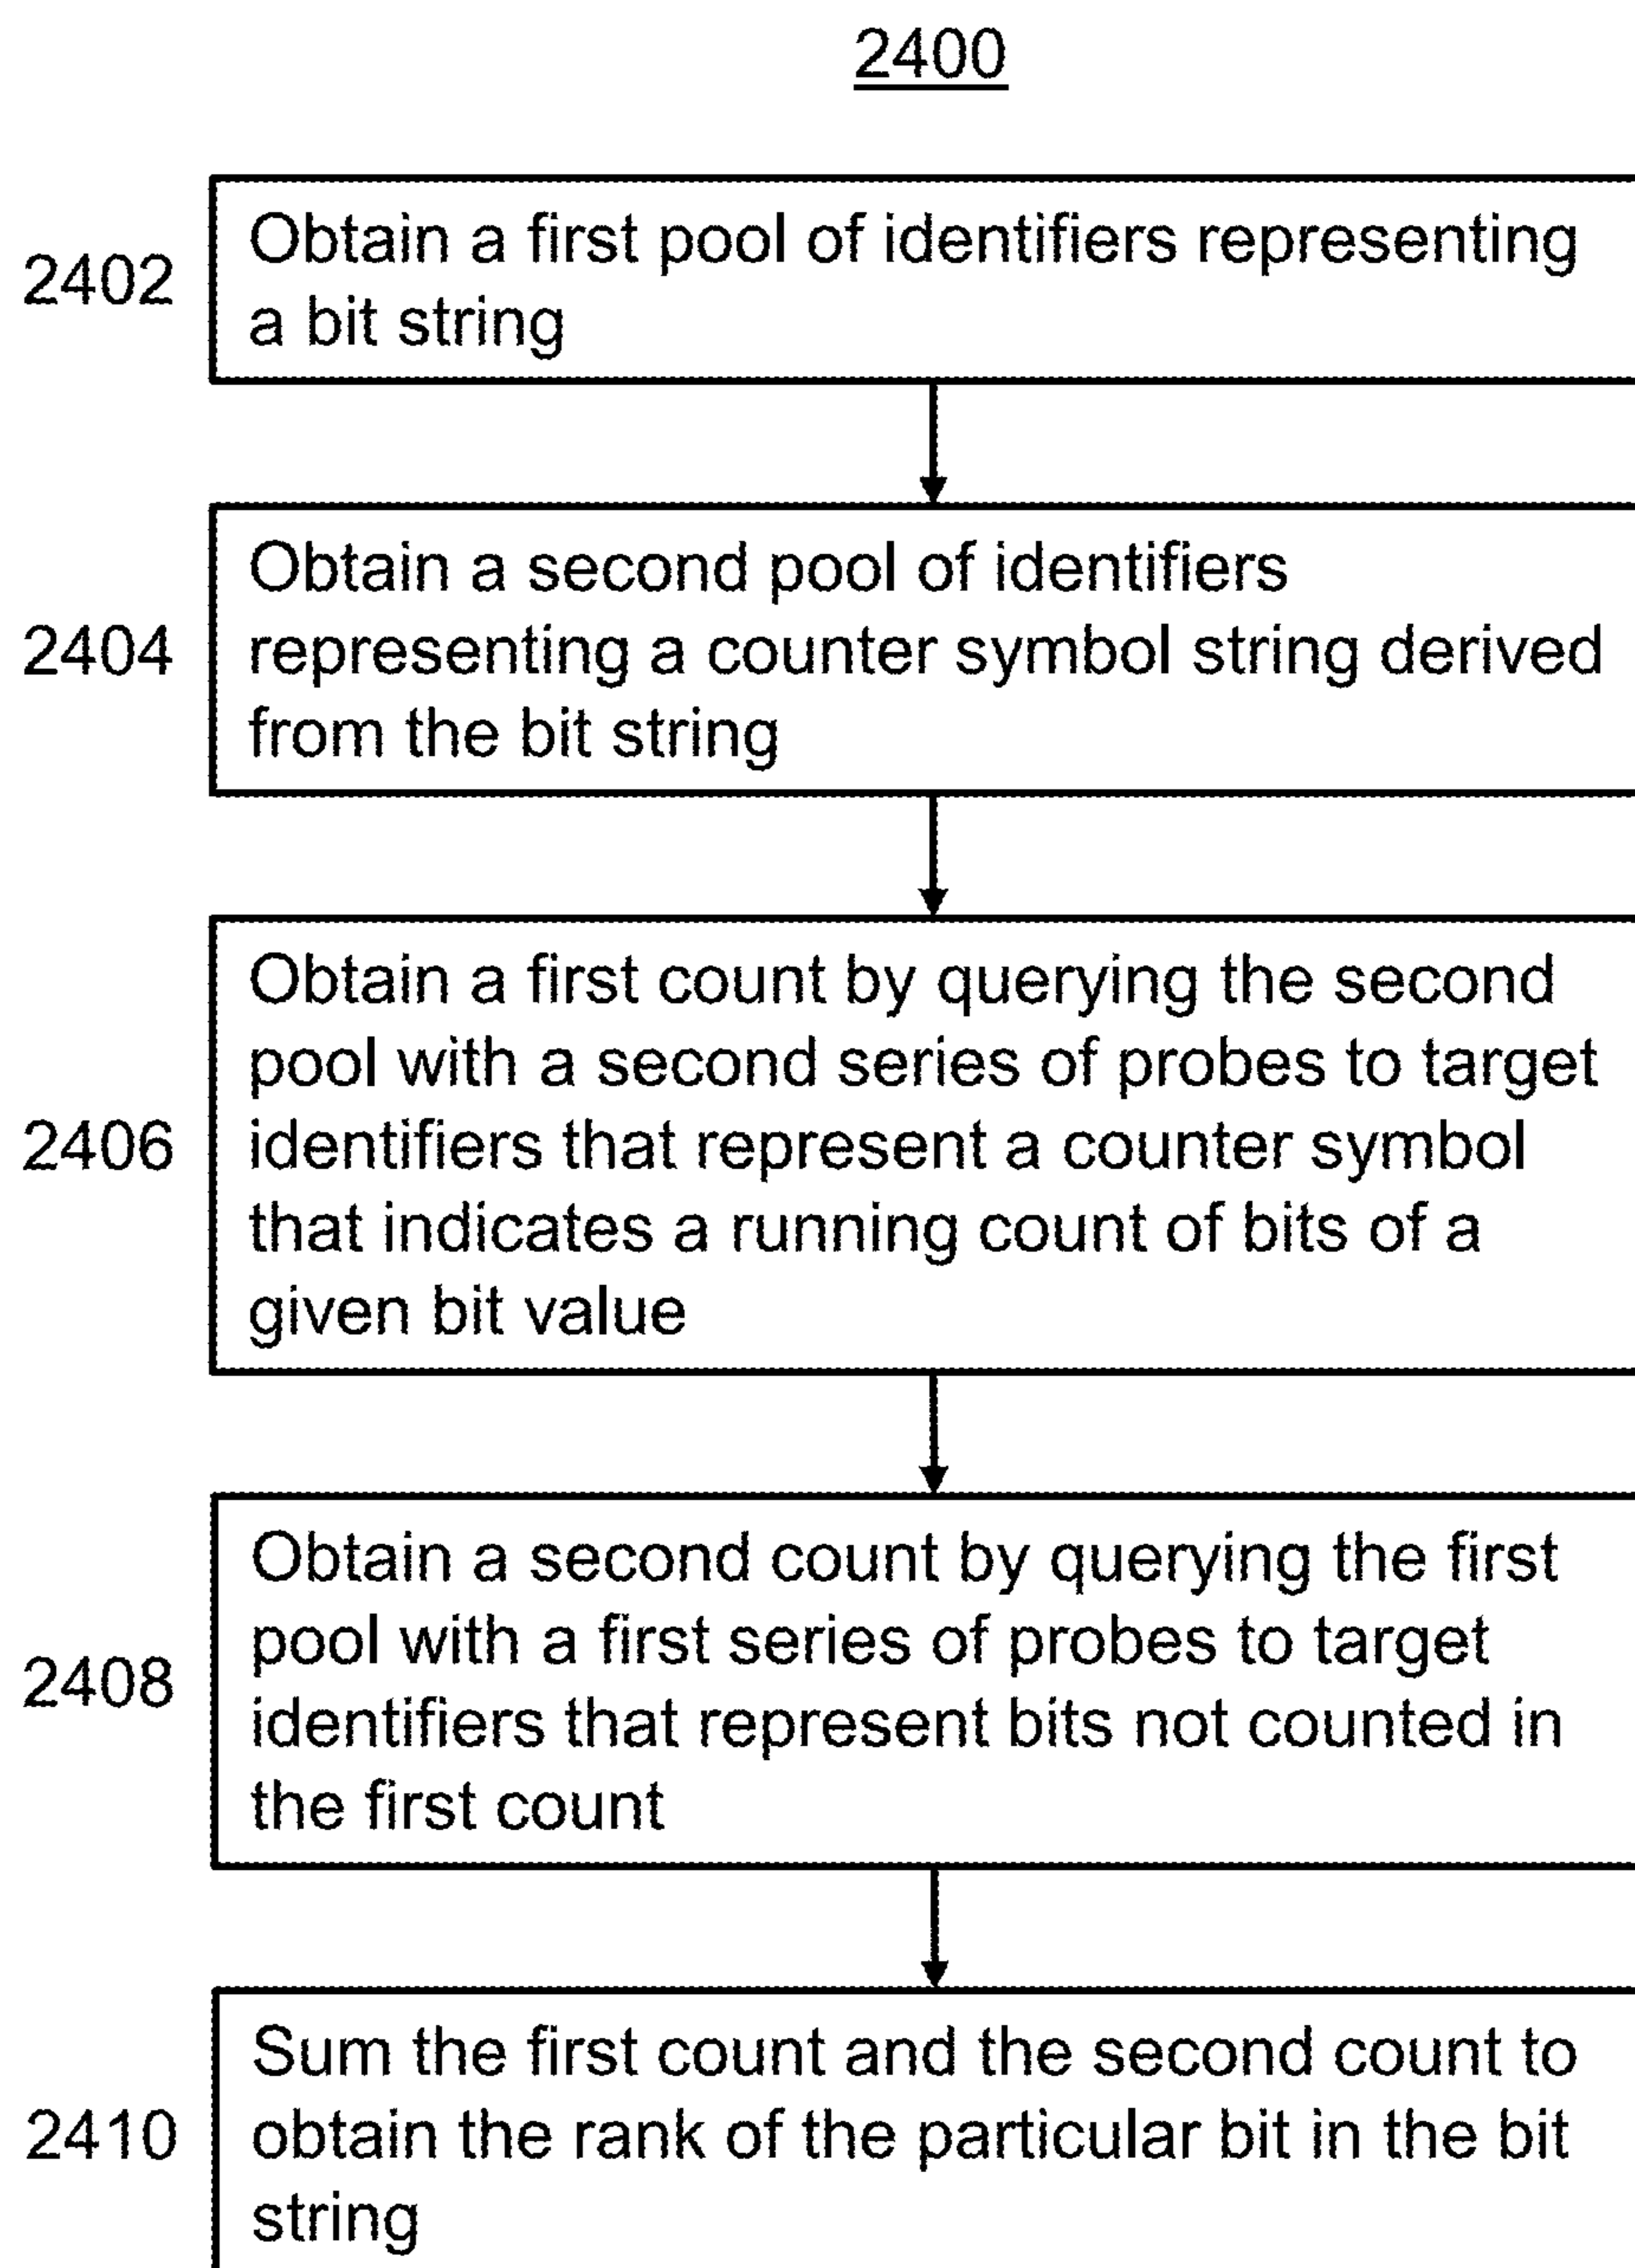 2400
2402
Obtain a first pool of identifiers representing
a bit string
2404
Obtain a second pool of identifiers
representing a counter symbol string derived
from the bit string
2406
Obtain a first count by querying the second
pool with a second series of probes to target
identifiers that represent a counter symbol
that indicates a running count of bits of a
given bit value
2408
Obtain a second count by querying the first
pool with a first series of probes to target
identifiers that represent bits not counted in
the first count
2410
Sum the first count and the second count to
obtain the rank of the particular bit in the bit
string